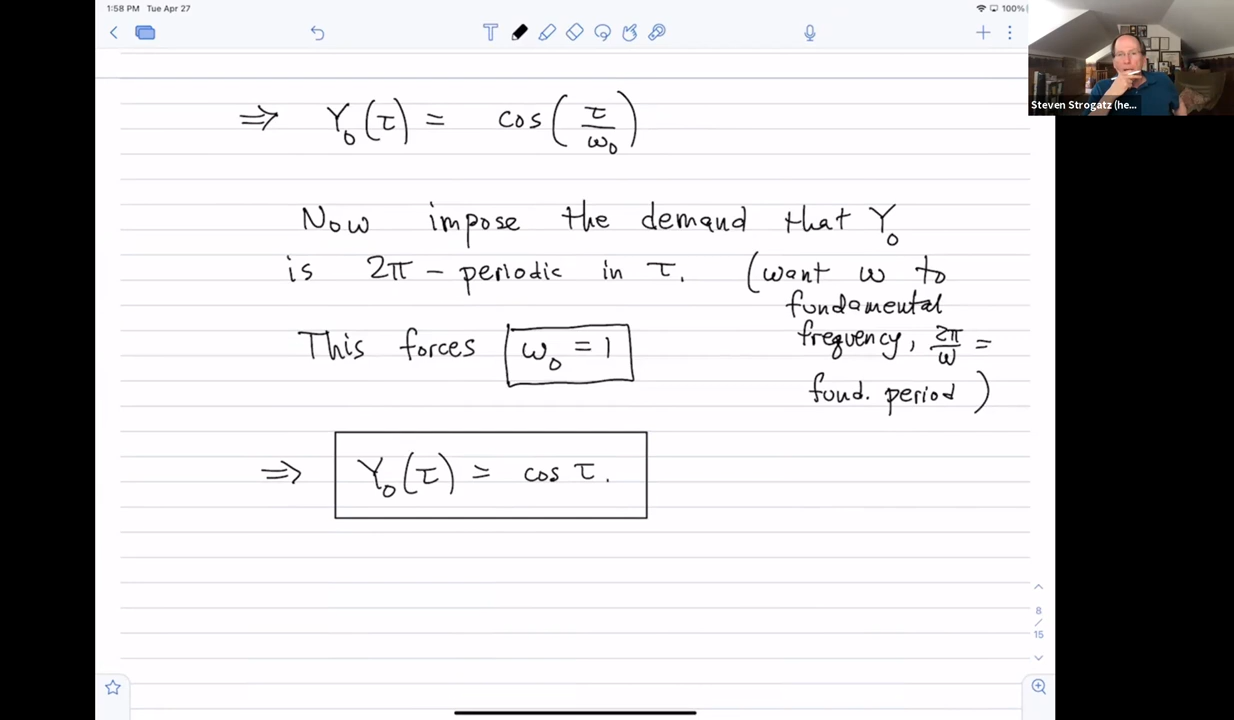 1:58 PM Tue Apr 27
100%
Steven Strogatz (he...
⇒ Y₀(τ) = cos(τ/ω₀)
Now impose the demand that Y₀
is 2π - periodic in τ. (want ω to
fundamental
frequency, 2π/ω =
fund. period)
This forces ω₀ = 1
⇒ Y₀(τ) = cos τ.
8
/
15